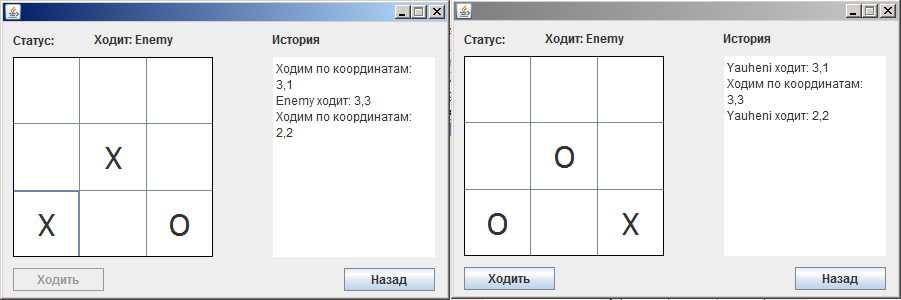 Статус:
Ходит: Enemy
История
Ходим по координатам:
3,1
Enemy ходит: 3,3
Ходим по координатам:
2,2
X
X
O
Ходить
Назад
Статус:
Ходит: Enemy
История
Yauheni ходит: 3,1
Ходим по координатам:
3,3
Yauheni ходит: 2,2
O
O
X
Ходить
Назад